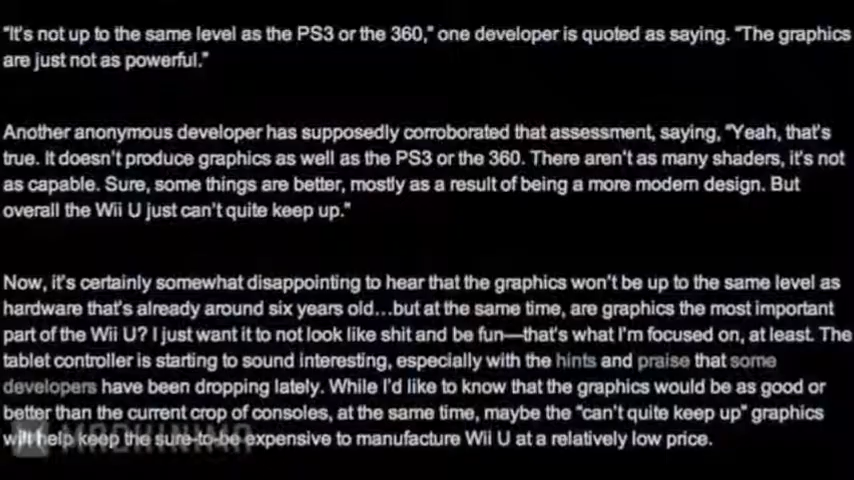 "It's not up to the same level as the PS3 or the 360," one developer is quoted as saying. "The graphics
are just not as powerful."
Another anonymous developer has supposedly corroborated that assessment, saying, "Yeah, that's
true. It doesn't produce graphics as well as the PS3 or the 360. There aren't as many shaders, it's not
as capable. Sure, some things are better, mostly as a result of being a more modern design. But
overall the Wii U just can't quite keep up."
Now, it's certainly somewhat disappointing to hear that the graphics won't be up to the same level as
hardware that's already around six years old...but at the same time, are graphics the most important
part of the Wii U? I just want it to not look like shit and be fun—that's what I'm focused on, at least. The
tablet controller is starting to sound interesting, especially with the hints and praise that some
developers have been dropping lately. While I'd like to know that the graphics would be as good or
better than the current crop of consoles, at the same time, maybe the "can't quite keep up" graphics
will help keep the sure-to-be expensive to manufacture Wii U at a relatively low price.
MACHINIMA